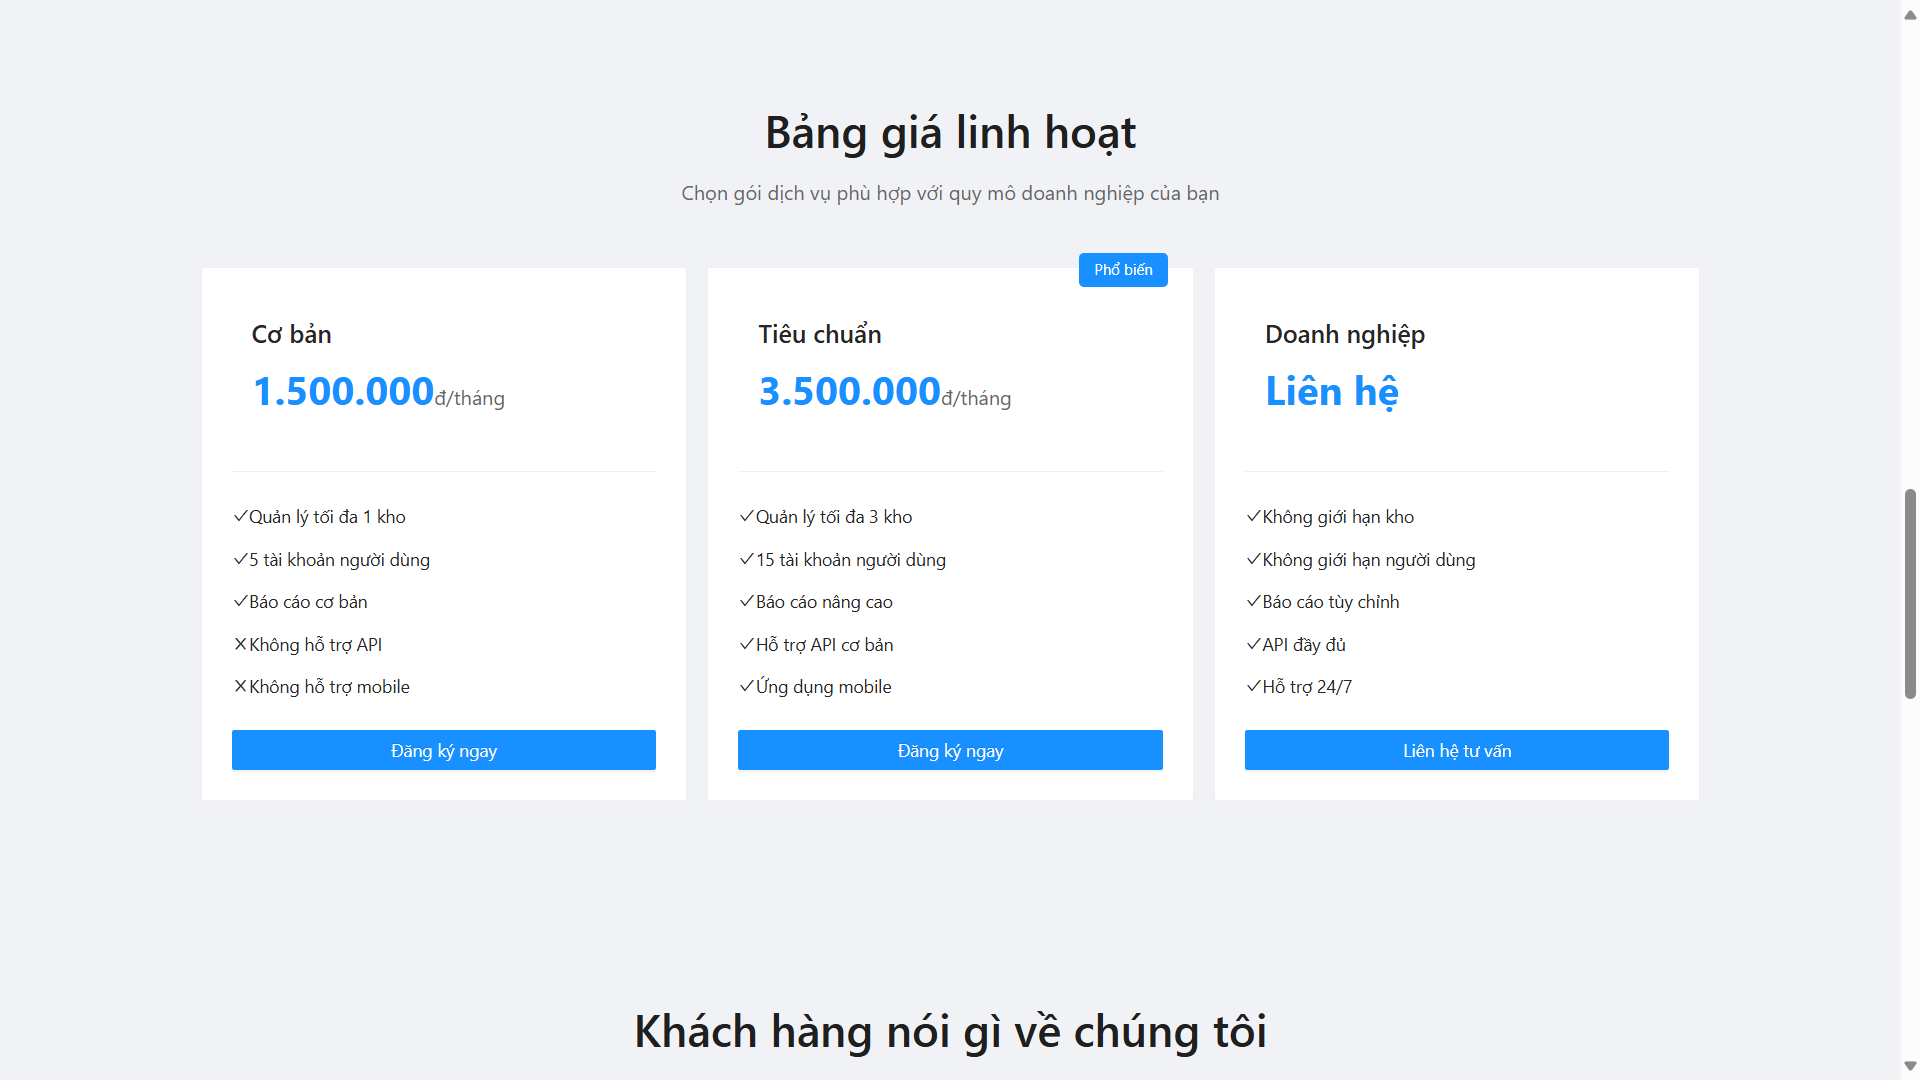 Bảng giá linh hoạt
Chọn gói dịch vụ phù hợp với quy mô doanh nghiệp của bạn
Cơ bản
1.500.000đ/tháng
Quản lý tối đa 1 kho
5 tài khoản người dùng
Báo cáo cơ bản
Không hỗ trợ API
Không hỗ trợ mobile
Đăng ký ngay
Phổ biến
Tiêu chuẩn
3.500.000đ/tháng
Quản lý tối đa 3 kho
15 tài khoản người dùng
Báo cáo nâng cao
Hỗ trợ API cơ bản
Ứng dụng mobile
Đăng ký ngay
Doanh nghiệp
Liên hệ
Không giới hạn kho
Không giới hạn người dùng
Báo cáo tùy chỉnh
API đầy đủ
Hỗ trợ 24/7
Liên hệ tư vấn
Khách hàng nói gì về chúng tôi